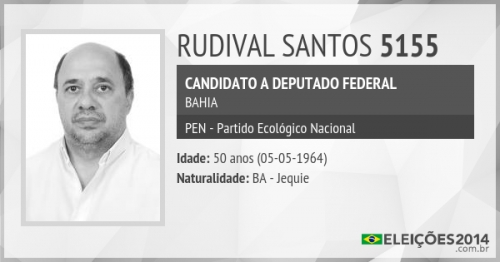 RUDIVAL SANTOS 5155
CANDIDATO A DEPUTADO FEDERAL
BAHIA
PEN - Partido Ecológico Nacional
Idade: 50 anos (05-05-1964)
Naturalidade: BA - Jequie
ELEIÇÕES2014
.com.br